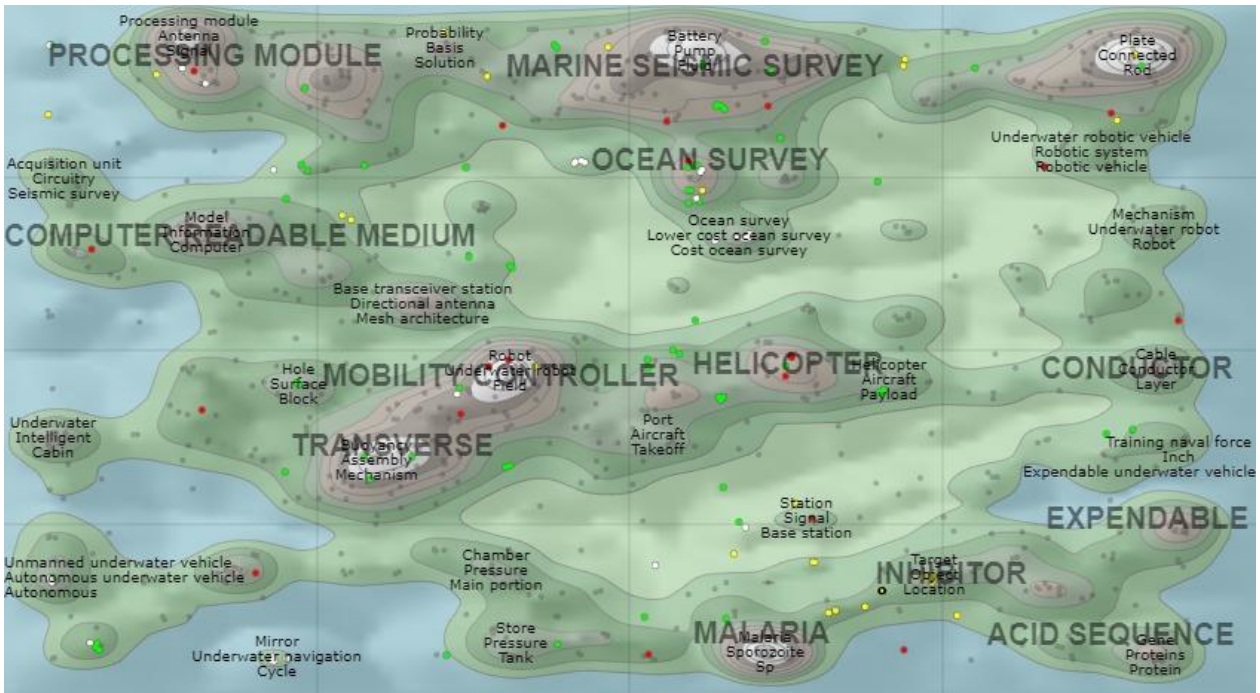 Processing module
Antenna
Signal
PROCESSING MODULE
Probability
Basis
Solution
Battery
Pump
Fluid
MARINE SEISMIC SURVEY
Plate
Connected
Rod
Acquisition unit
Circuitry
Seismic survey
OCEAN SURVEY
Underwater robotic vehicle
Robotic system
Robotic vehicle
Model
Information
Computer
COMPUTER READABLE MEDIUM
Ocean survey
Lower cost ocean survey
Cost ocean survey
Mechanism
Underwater robot
Robot
Base transceiver station
Directional antenna
Mesh architecture
Hole
Surface
Block
MOBILITY CONTROLLER
Robot
Underwater robot
Field
HELICOPTER
Helicopter
Aircraft
Payload
CONDUCTOR
Cable
Conductor
Layer
Underwater
Intelligent
Cabin
TRANSVERSE
Buoyancy
Assembly
Mechanism
Port
Aircraft
Takeoff
Training naval force
Inch
Expendable underwater vehicle
Station
Signal
Base station
EXPENDABLE
Unmanned underwater vehicle
Autonomous underwater vehicle
Autonomous
Chamber
Pressure
Main portion
INHIBITOR
Target
Object
Location
Mirror
Underwater navigation
Cycle
Store
Pressure
Tank
MALARIA
Malaria
Sporozoite
Sp
ACID SEQUENCE
Gene
Proteins
Protein